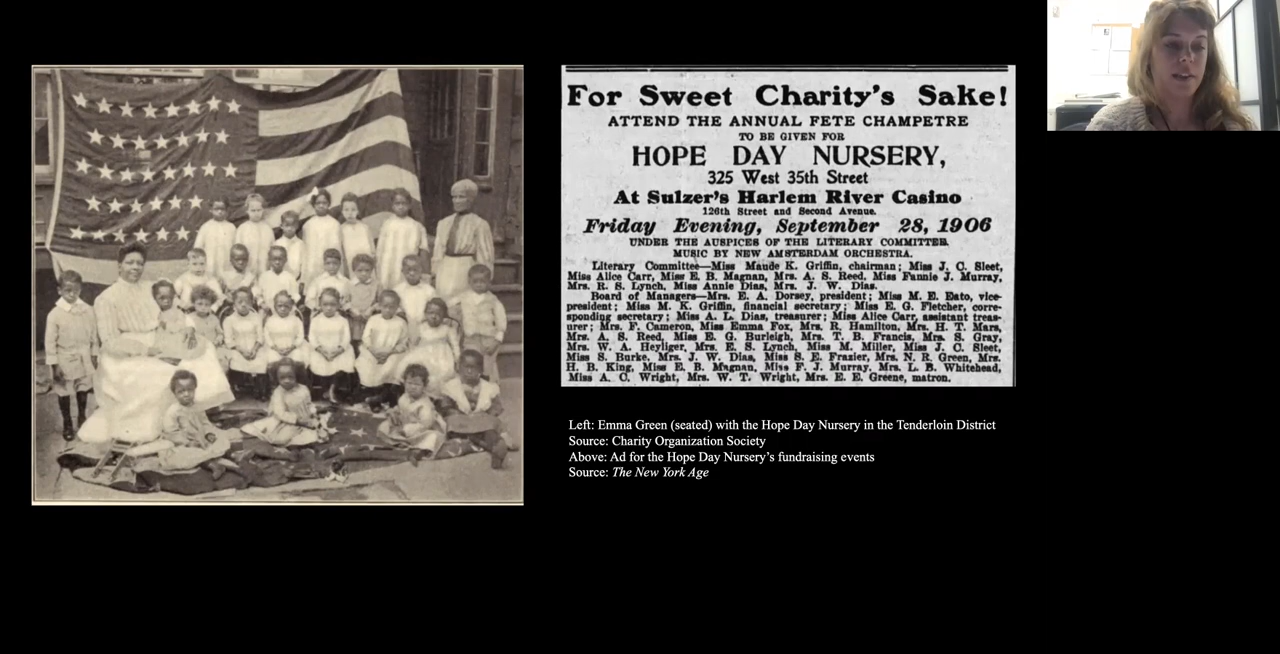 For Sweet Charity's Sake!
ATTEND THE ANNUAL FETE CHAMPETRE
TO BE GIVEN FOR
HOPE DAY NURSERY,
325 West 35th Street
At Sulzer's Harlem River Casino
126th Street and Second Avenue.
Friday Evening, September 28, 1906
UNDER THE AUSPICES OF THE LITERARY COMMITTEE.
MUSIC BY NEW AMSTERDAM ORCHESTRA.
Literary Committee—Miss Maude K. Griffin, chairman; Miss J. C. Sleet,
Miss Alice Carr, Miss E. B. Magnan, Mrs. A. S. Reed, Miss Fannie J. Murray,
Mrs. R. S. Lynch, Miss Annie Dias, Mrs. J. W. Dias.
Board of Managers—Mrs. E. A. Dorsey, president; Miss M. E. Eato, vice-
president; Miss M. K. Griffin, financial secretary; Miss E. G. Fletcher, corre-
sponding secretary; Miss A. L. Dias, treasurer; Miss Alice Carr, assistant treas-
urer; Mrs. F. Cameron, Miss Emma Fox, Mrs. R. Hamilton, Mrs. H. T. Mars,
Mrs. A. S. Reed, Miss E. G. Burleigh, Mrs. T. B. Francis, Mrs. S. Gray,
Mrs. W. A. Heyliger, Mrs. E. S. Lynch, Miss M. Miller, Miss J. C. Sleet,
Miss S. Burke, Mrs. J. W. Dias, Miss S. E. Frazier, Mrs. N. R. Green, Mrs.
H. B. King, Miss E. B. Magnan, Miss F. J. Murray, Mrs. L. B. Whitehead,
Miss A. C. Wright, Mrs. W. T. Wright, Mrs. E. E. Greene, matron.
Left: Emma Green (seated) with the Hope Day Nursery in the Tenderloin District
Source: Charity Organization Society
Above: Ad for the Hope Day Nursery's fundraising events
Source: The New York Age